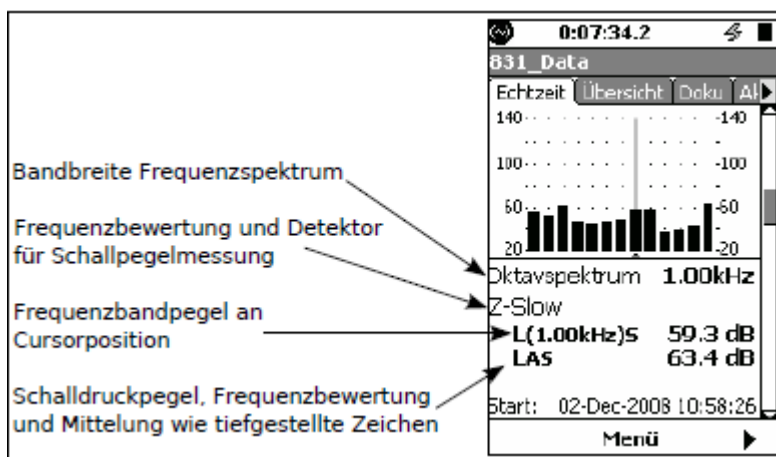 0:07:34.2
831_Data
Echtzeit Übersicht Doku
140 -140
100 -100
60 -60
20 -20
Bandbreite Frequenzspektrum
Oktavspektrum 1.00kHz
Frequenzbewertung und Detektor
für Schallpegelmessung
Z-Slow
Frequenzbandpegel an
Cursorposition
L(1.00kHz)S 59.3 dB
LAS 63.4 dB
Schalldruckpegel, Frequenzbewertung
und Mittelung wie tiefgestellte Zeichen
Start: 02-Dec-2008 10:58:26
Menü